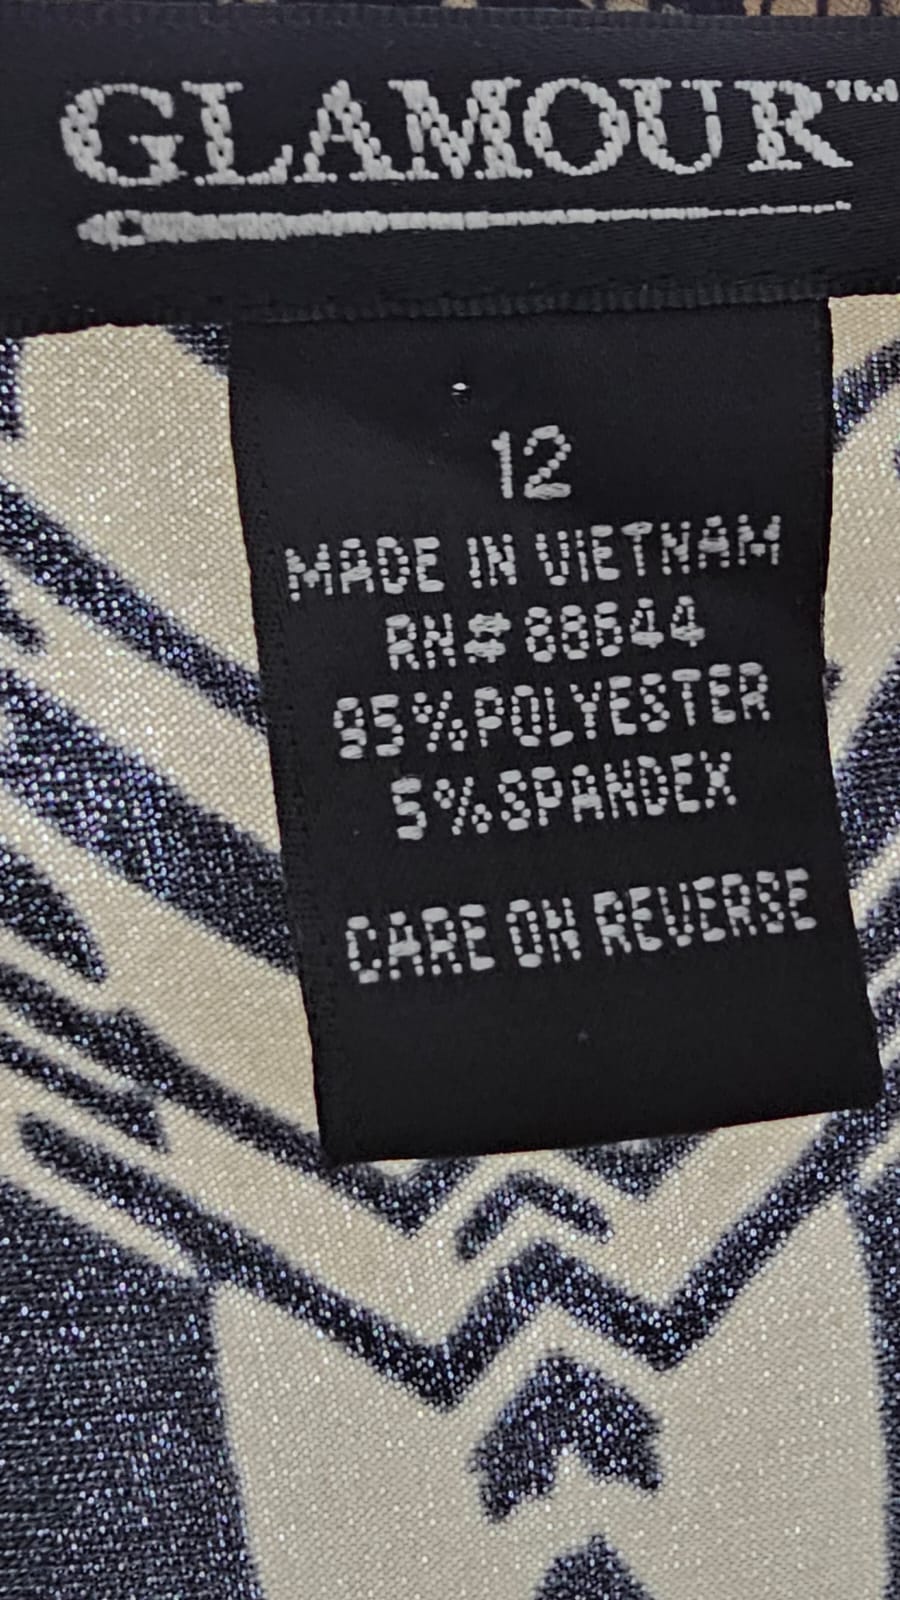 GLAMOUR™
12
MADE IN VIETNAM
RN# 88644
95%POLYESTER
5%SPANDEX
CARE ON REVERSE